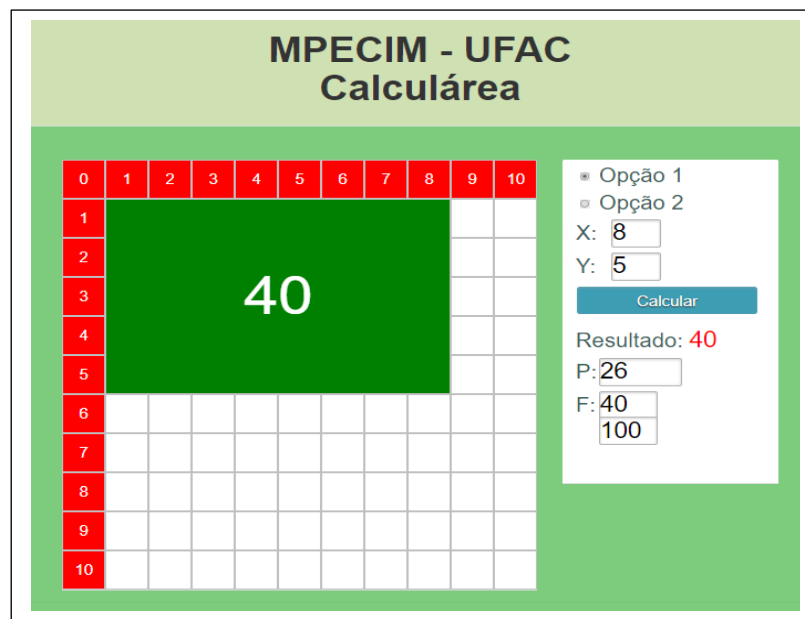 MPECIM - UFAC
Calculárea
0 1 2 3 4 5 6 7 8 9 10
1
2
3
4
5
6
7
8
9
10
40
Opção 1
Opção 2
X: 8
Y: 5
Calcular
Resultado: 40
P: 26
F: 40
100